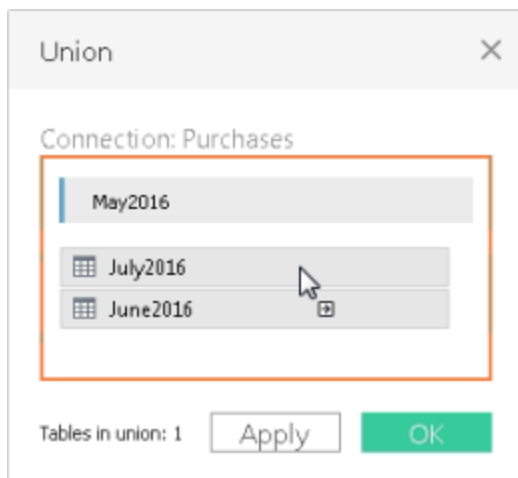 Union
Connection: Purchases
May2016
July2016
June2016
Tables in union: 1 Apply OK